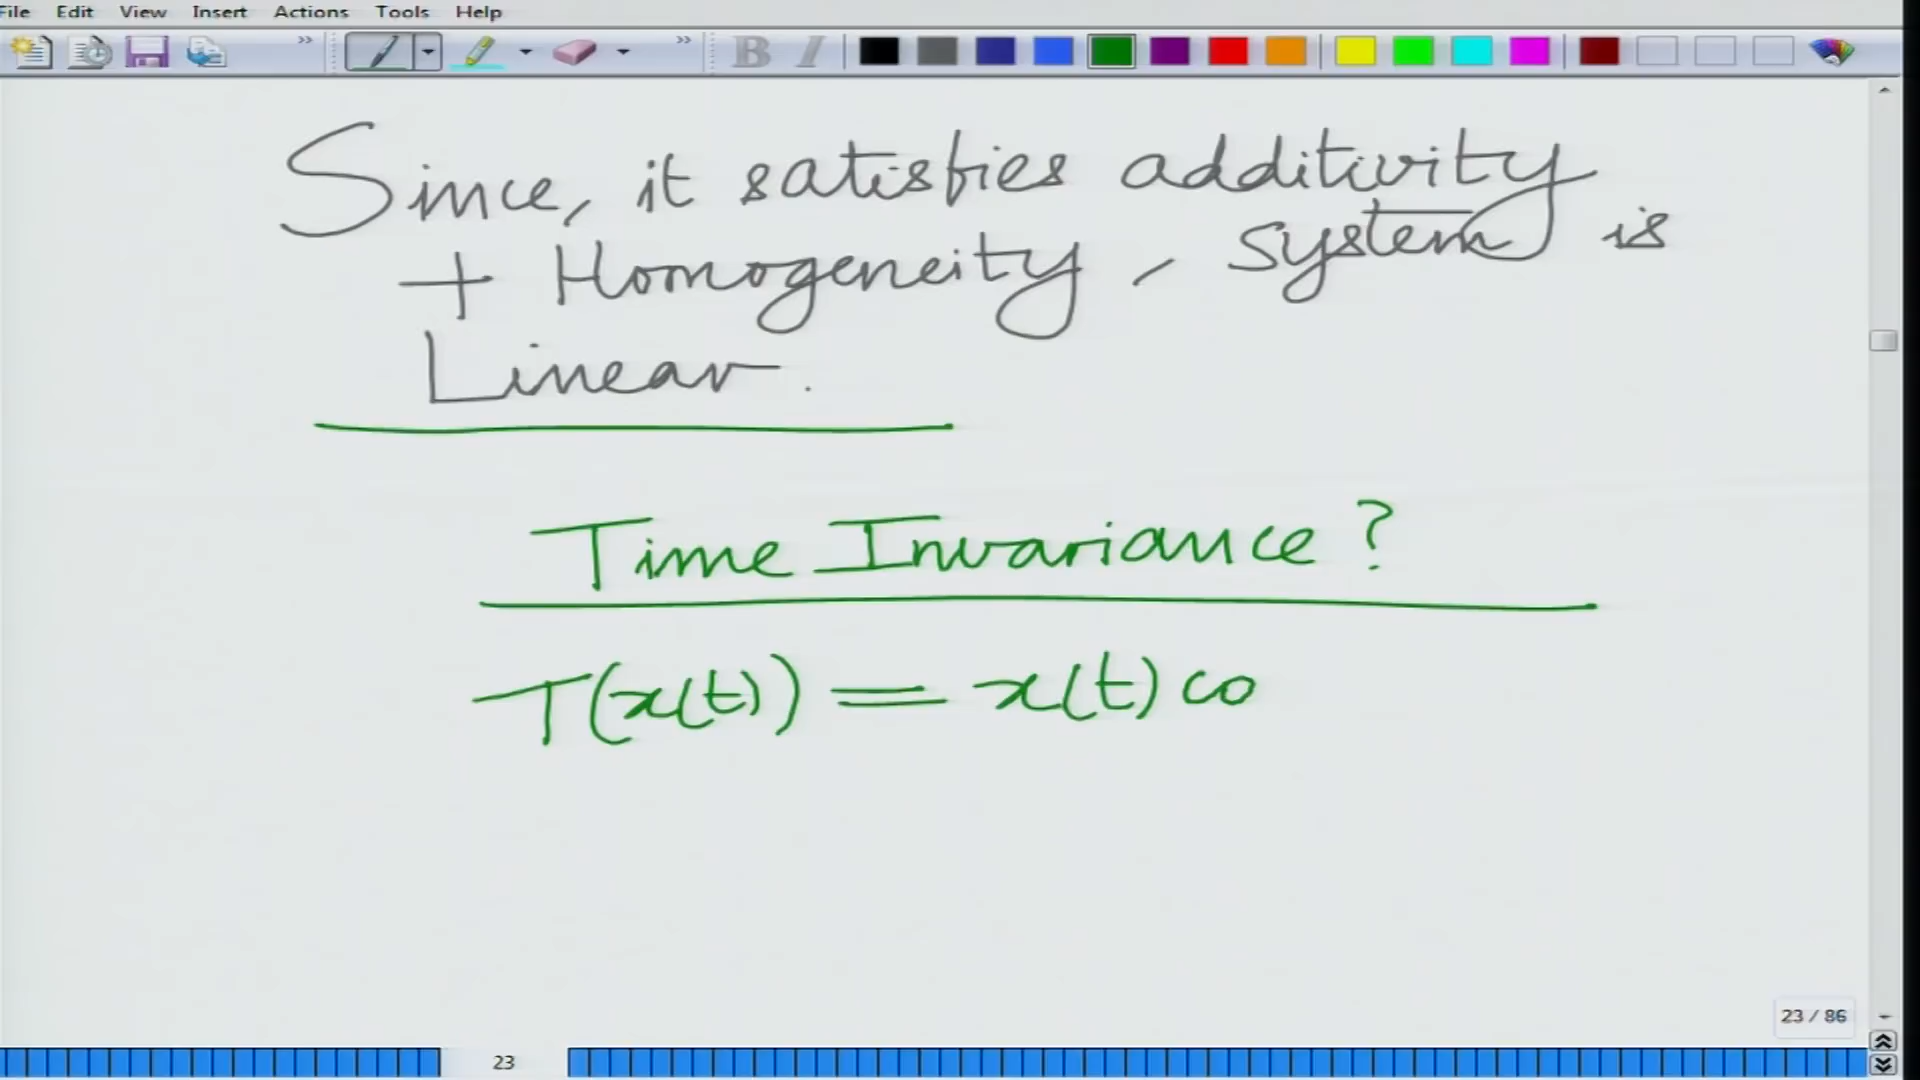 File Edit View Insert Actions Tools Help
B I
Since, it satisfies additivity
+ Homogeneity, system is
Linear.
Time Invariance?
T(x(t)) = x(t) co
23 / 86
23